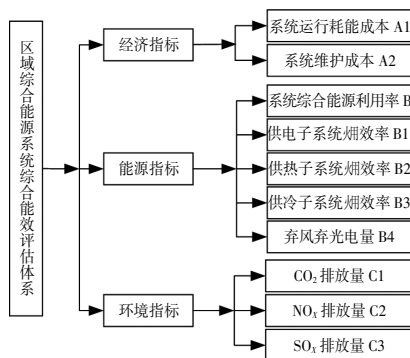 区域综合能源系统综合能效评估体系
经济指标
系统运行耗能成本 A1
系统维护成本 A2
能源指标
系统综合能源利用率 B
供电子系统㶲效率 B1
供热子系统㶲效率 B2
供冷子系统㶲效率 B3
弃风弃光电量 B4
环境指标
CO₂ 排放量 C1
NOₓ 排放量 C2
SOₓ 排放量 C3